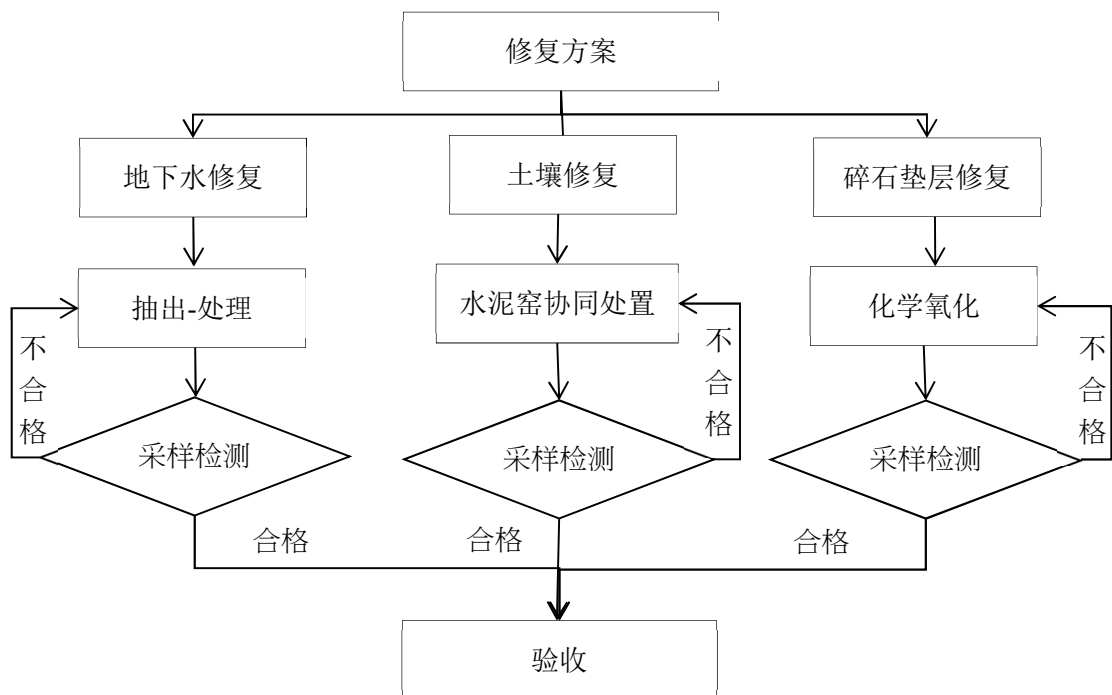 修复方案
地下水修复
土壤修复
碎石垫层修复
抽出-处理
水泥窑协同处置
化学氧化
不合格
不合格
不合格
采样检测
采样检测
采样检测
合格
合格
合格
验收